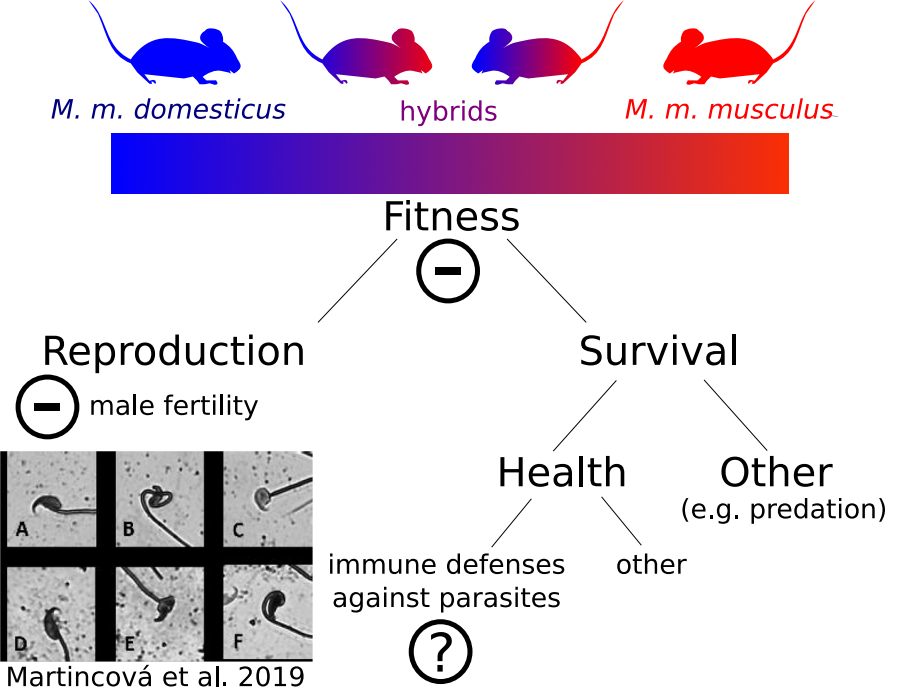 M. m. domesticus
hybrids
M. m. musculus
Fitness
−
Reproduction
Survival
− male fertility
Health
Other
(e.g. predation)
A
B
C
D
E
F
immune defenses
against parasites
other
?
Martincová et al. 2019